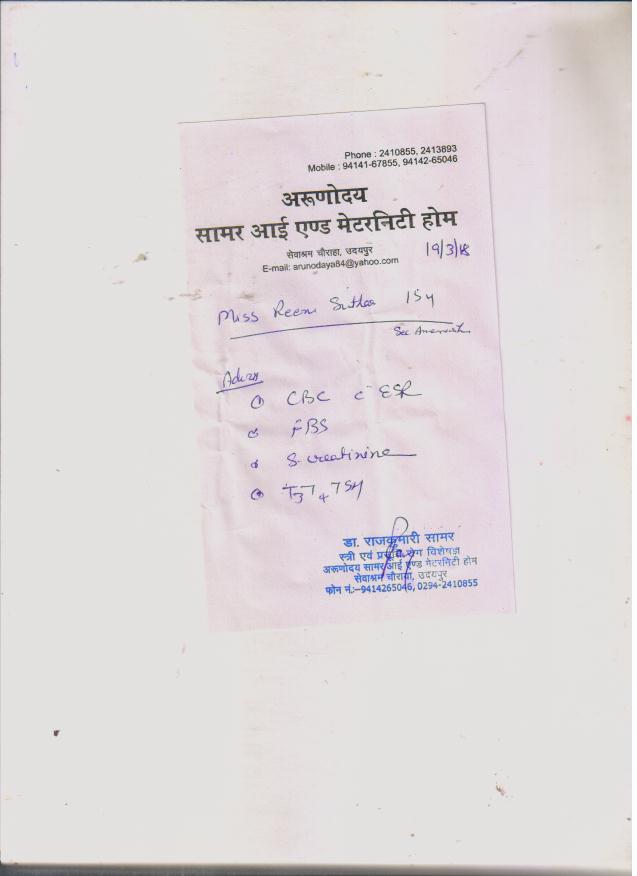 Phone : 2410855, 2413893
Mobile : 94141-67855, 94142-65046
अरूणोदय
सामर आई एण्ड मेटरनिटी होम
सेवाश्रम चौराहा, उदयपुर
19/3/18
E-mail: arunodaya84@yahoo.com
Miss Reena 15y
Sec
CBC c ESR
FBS
S. creatinine
T3 T4 TSH
डा. राजकुमारी सामर
स्त्री एवं प्रसूति रोग विशेषज्ञ
अरूणोदय सामर आई एण्ड मेटरनिटी होम
सेवाश्रम चौराया, उदयपुर
फोन नं.:-9414265046, 0294-2410855